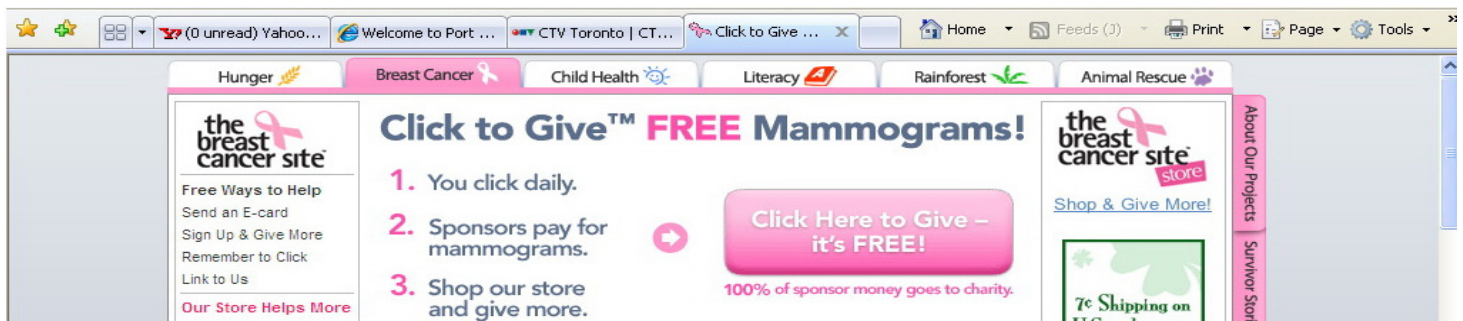 (0 unread) Yahoo...
Welcome to Port ...
CTV Toronto | CT...
Click to Give ...
X
Home
Feeds (J)
Print
Page
Tools
Hunger
Breast Cancer
Child Health
Literacy
Rainforest
Animal Rescue
the
breast
cancer site
Free Ways to Help
Send an E-card
Sign Up & Give More
Remember to Click
Link to Us
Our Store Helps More
Click to Give™ FREE Mammograms!
1. You click daily.
2. Sponsors pay for
mammograms.
3. Shop our store
and give more.
Click Here to Give –
it's FREE!
100% of sponsor money goes to charity.
the
breast
cancer site
store
Shop & Give More!
7¢ Shipping on
About Our Projects
Survivor Stori